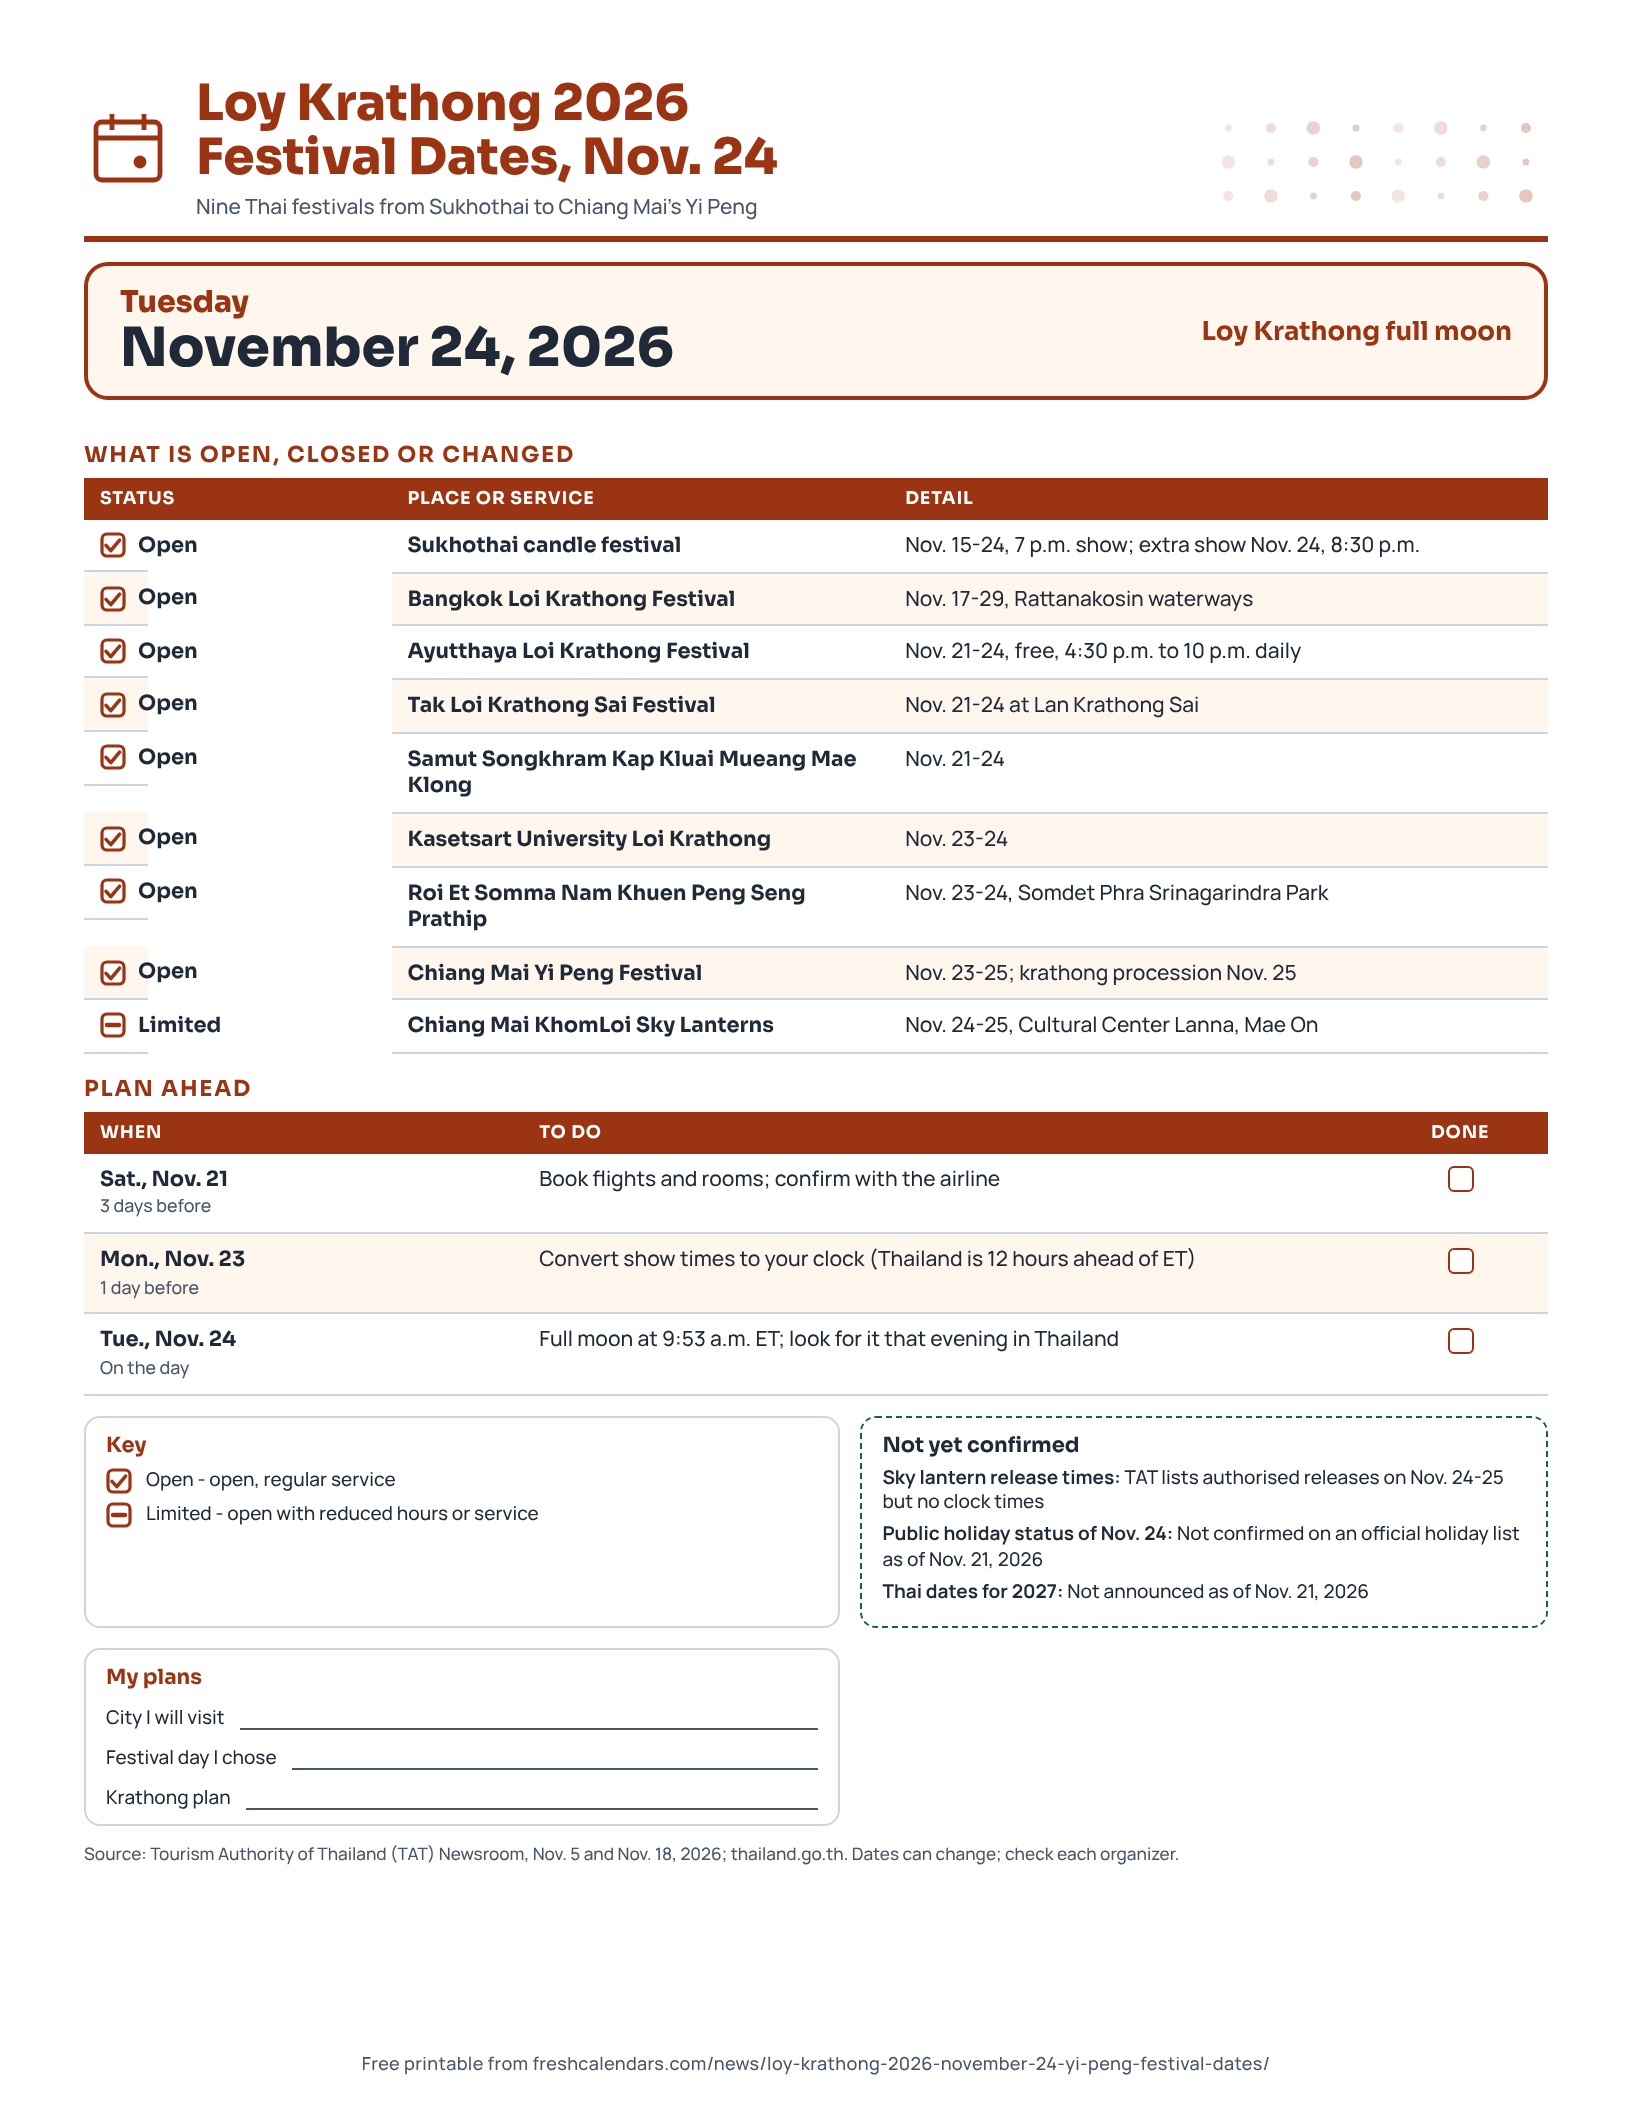 Loy Krathong 2026
Festival Dates, Nov. 24
Nine Thai festivals from Sukhothai to Chiang Mai's Yi Peng
Tuesday
November 24, 2026
Loy Krathong full moon
WHAT IS OPEN, CLOSED OR CHANGED
STATUS PLACE OR SERVICE DETAIL
Open Sukhothai candle festival Nov. 15-24, 7 p.m. show; extra show Nov. 24, 8:30 p.m.
Open Bangkok Loi Krathong Festival Nov. 17-29, Rattanakosin waterways
Open Ayutthaya Loi Krathong Festival Nov. 21-24, free, 4:30 p.m. to 10 p.m. daily
Open Tak Loi Krathong Sai Festival Nov. 21-24 at Lan Krathong Sai
Open Samut Songkhram Kap Kluai Mueang Mae Nov. 21-24
Klong
Open Kasetsart University Loi Krathong Nov. 23-24
Open Roi Et Somma Nam Khuen Peng Seng Nov. 23-24, Somdet Phra Srinagarindra Park
Prathip
Open Chiang Mai Yi Peng Festival Nov. 23-25; krathong procession Nov. 25
Limited Chiang Mai KhomLoi Sky Lanterns Nov. 24-25, Cultural Center Lanna, Mae On
PLAN AHEAD
WHEN TO DO DONE
Sat., Nov. 21 Book flights and rooms; confirm with the airline
3 days before
Mon., Nov. 23 Convert show times to your clock (Thailand is 12 hours ahead of ET)
1 day before
Tue., Nov. 24 Full moon at 9:53 a.m. ET; look for it that evening in Thailand
On the day
Key
Open - open, regular service
Limited - open with reduced hours or service
Not yet confirmed
Sky lantern release times: TAT lists authorised releases on Nov. 24-25
but no clock times
Public holiday status of Nov. 24: Not confirmed on an official holiday list
as of Nov. 21, 2026
Thai dates for 2027: Not announced as of Nov. 21, 2026
My plans
City I will visit
Festival day I chose
Krathong plan
Source: Tourism Authority of Thailand (TAT) Newsroom, Nov. 5 and Nov. 18, 2026; thailand.go.th. Dates can change; check each organizer.
Free printable from freshcalendars.com/news/loy-krathong-2026-november-24-yi-peng-festival-dates/